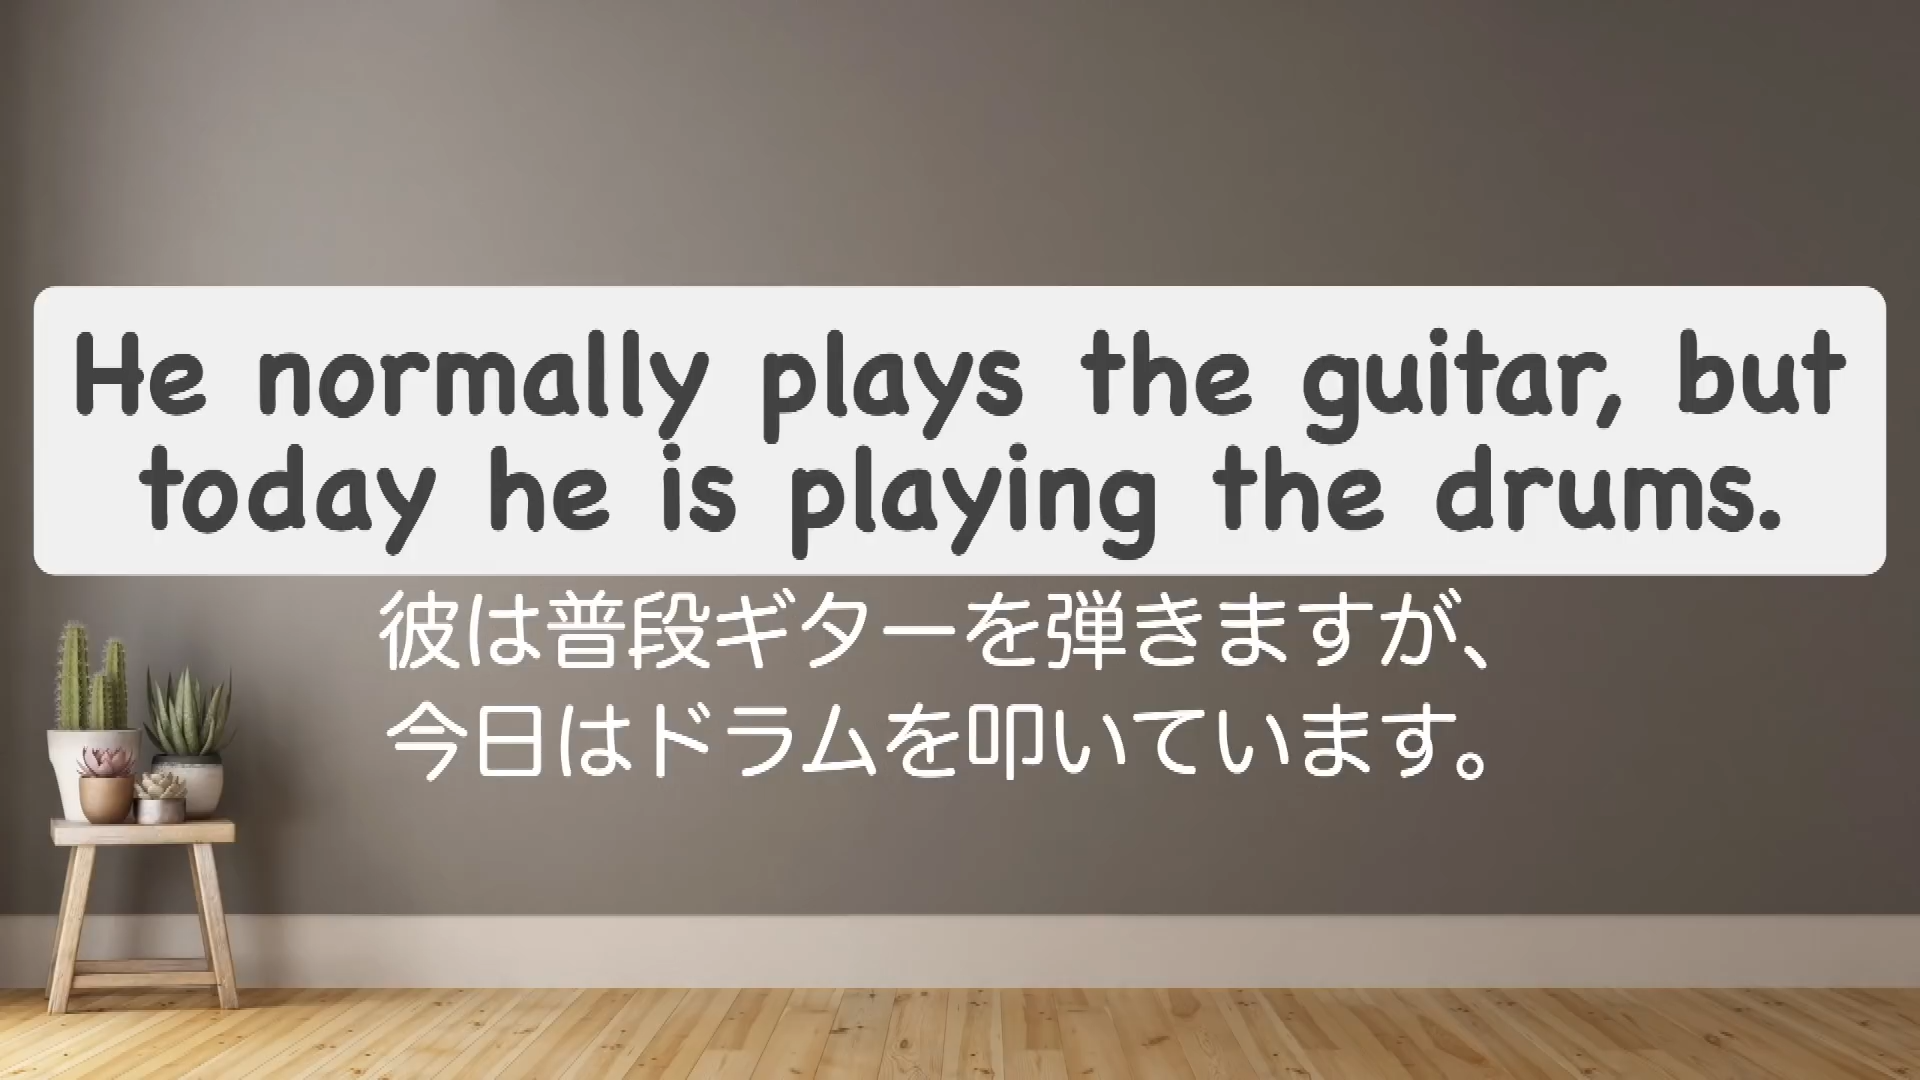 He normally plays the guitar, but
today he is playing the drums.
彼は普段ギターを弾きますが、
今日はドラムを叩いています。